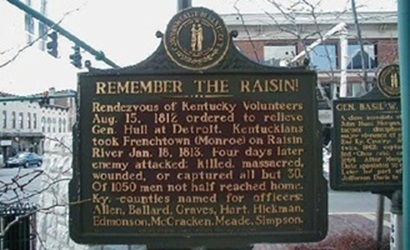 REMEMBER THE RAISIN!
Rendezvous of Kentucky Volunteers
Aug. 15, 1812, ordered to relieve
Gen. Hull at Detroit. Kentuckians
took Frenchtown (Monroe) on Raisin
River Jan. 18, 1813. Four days later
enemy attacked; killed, massacred,
wounded, or captured all but 30.
Of 1050 men not half reached home.
Ky. counties named for officers:
Allen, Ballard, Graves, Hart, Hickman,
Edmonson, McCracken, Meade, Simpson.
GEN. BASIL W.